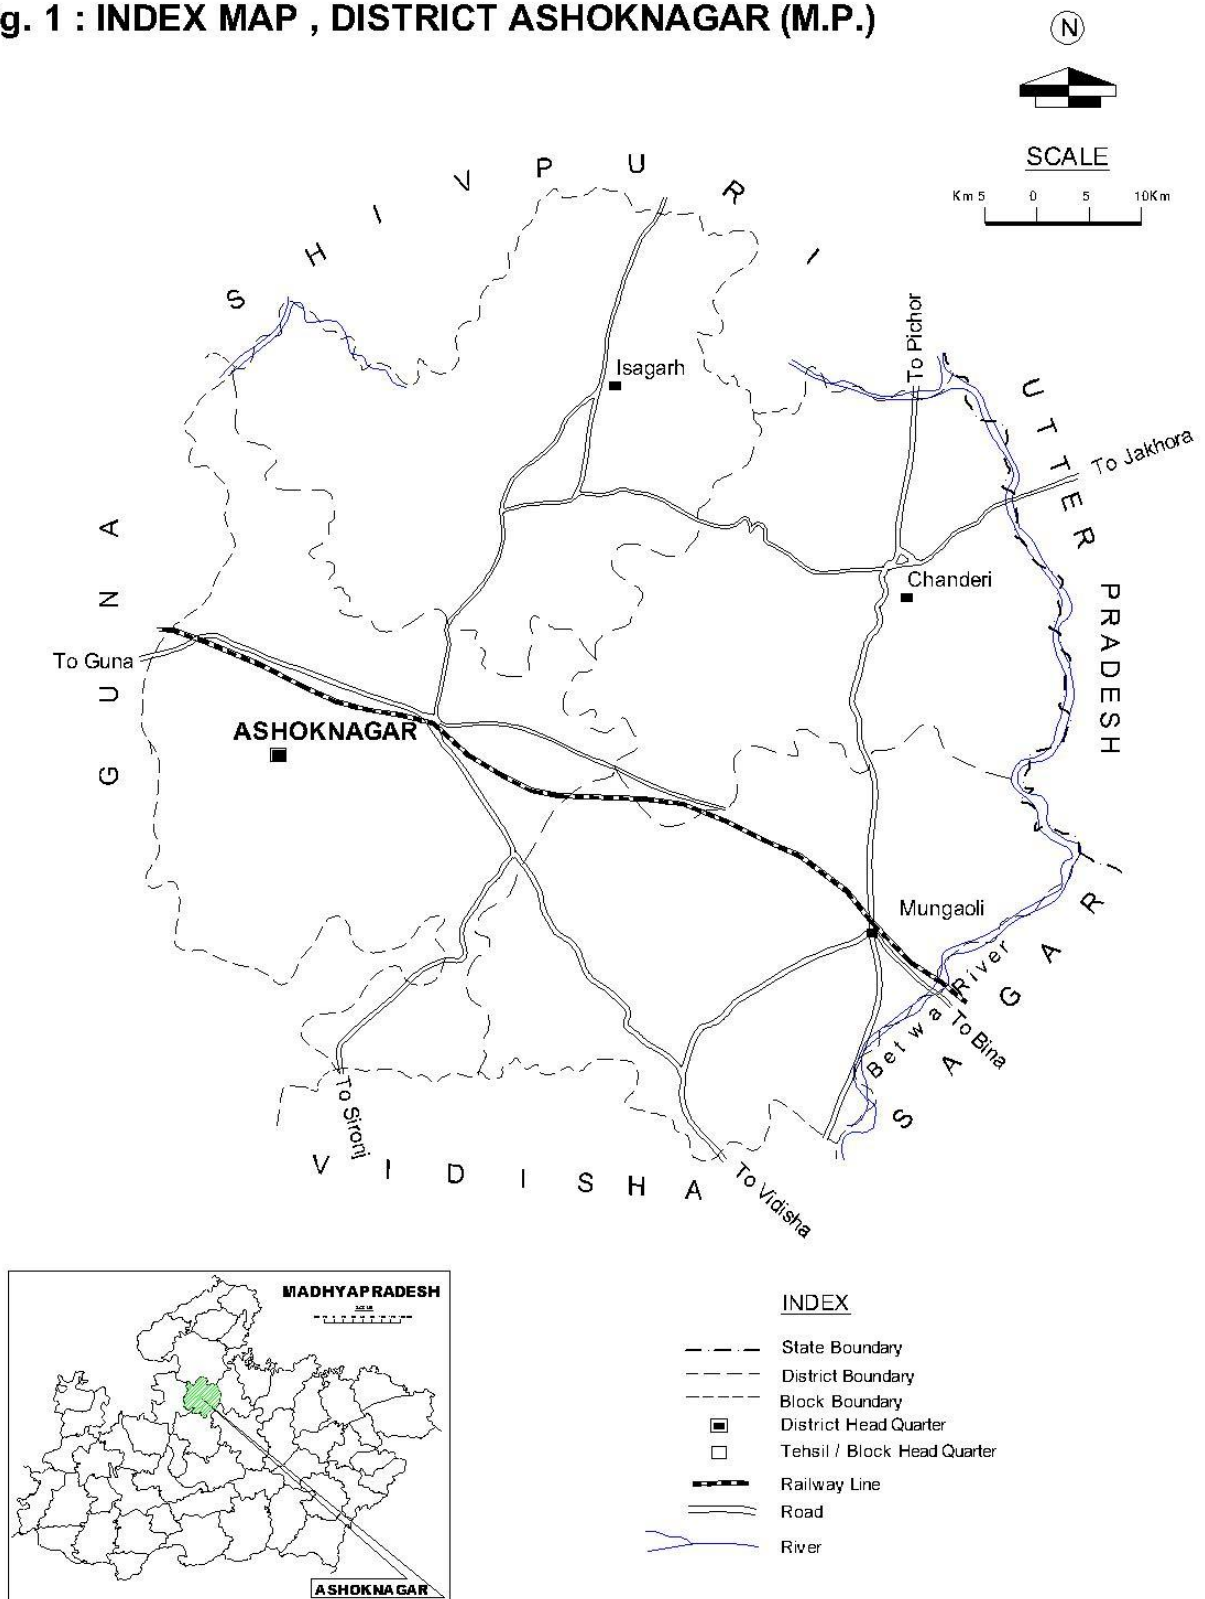 g. 1 : INDEX MAP , DISTRICT ASHOKNAGAR (M.P.)
N
SCALE
Km 5 0 5 10Km
SHIVPURI
GUNA
UTTER PRADESH
SAGAR
VIDISHA
To Pichor
Isagarh
To Jakhora
Chanderi
To Guna
ASHOKNAGAR
Mungaoli
Betwa River
To Bina
To Sironj
To Vidisha
MADHYAPRADESH
ASHOKNAGAR
INDEX
State Boundary
District Boundary
Block Boundary
District Head Quarter
Tehsil / Block Head Quarter
Railway Line
Road
River